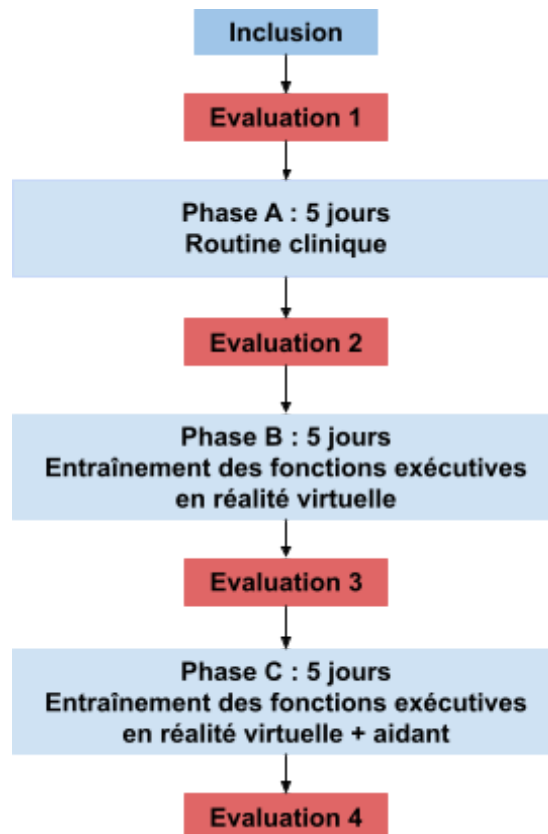 Inclusion
Evaluation 1
Phase A : 5 jours
Routine clinique
Evaluation 2
Phase B : 5 jours
Entraînement des fonctions exécutives
en réalité virtuelle
Evaluation 3
Phase C : 5 jours
Entraînement des fonctions exécutives
en réalité virtuelle + aidant
Evaluation 4